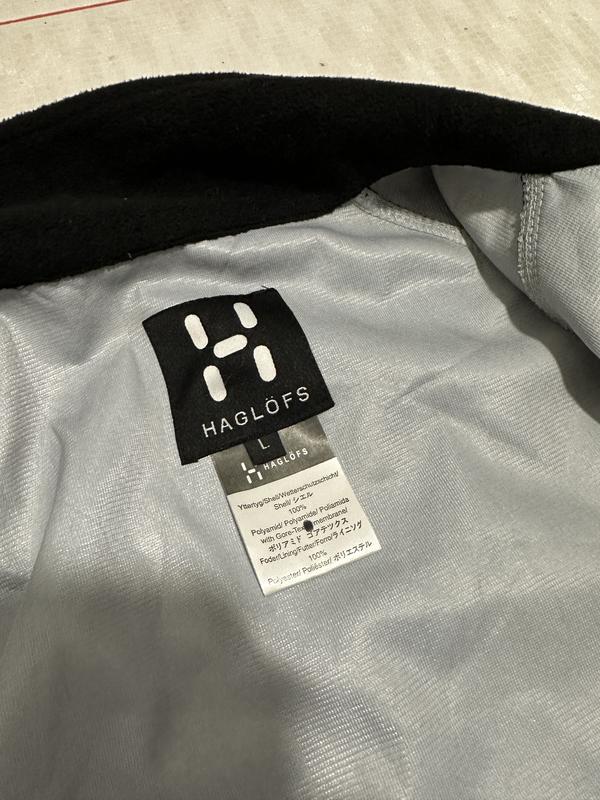 HAGLÖFS
L
HAGLÖFS
Yttertyg/Shell/Wetterschutzschicht/
Shell/シェル
100%
Polyamid/ Polyamide/ Poliamida
with Gore-Tex membrane/
ポリアミド ゴアテックス
Foder/Lining/Futter/Forro/ライニング
100%
Polyester/ Poliéster/ ポリエステル